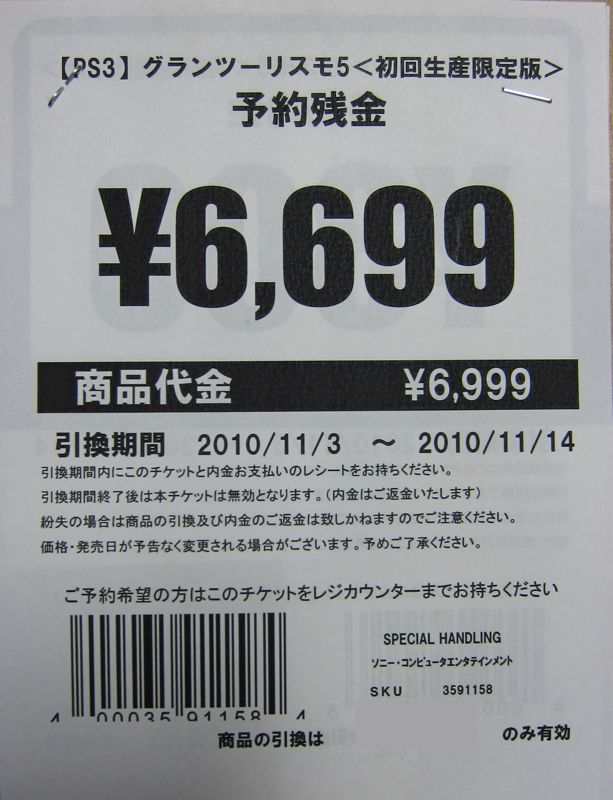 【PS3】グランツーリスモ5＜初回生産限定版＞
予約残金
¥6,699
商品代金 ¥6,999
引換期間 2010/11/3 ～ 2010/11/14
引換期間内にこのチケットと内金お支払いのレシートをお持ちください。
引換期間終了後は本チケットは無効となります。（内金はご返金いたします）
紛失の場合は商品の引換及び内金のご返金は致しかねますのでご注意ください。
価格・発売日が予告なく変更される場合がございます。予めご了承ください。
ご予約希望の方はこのチケットをレジカウンターまでお持ちください
SPECIAL HANDLING
ソニー・コンピュータエンタテインメント
SKU 3591158
4 00035 91158 4
商品の引換は のみ有効